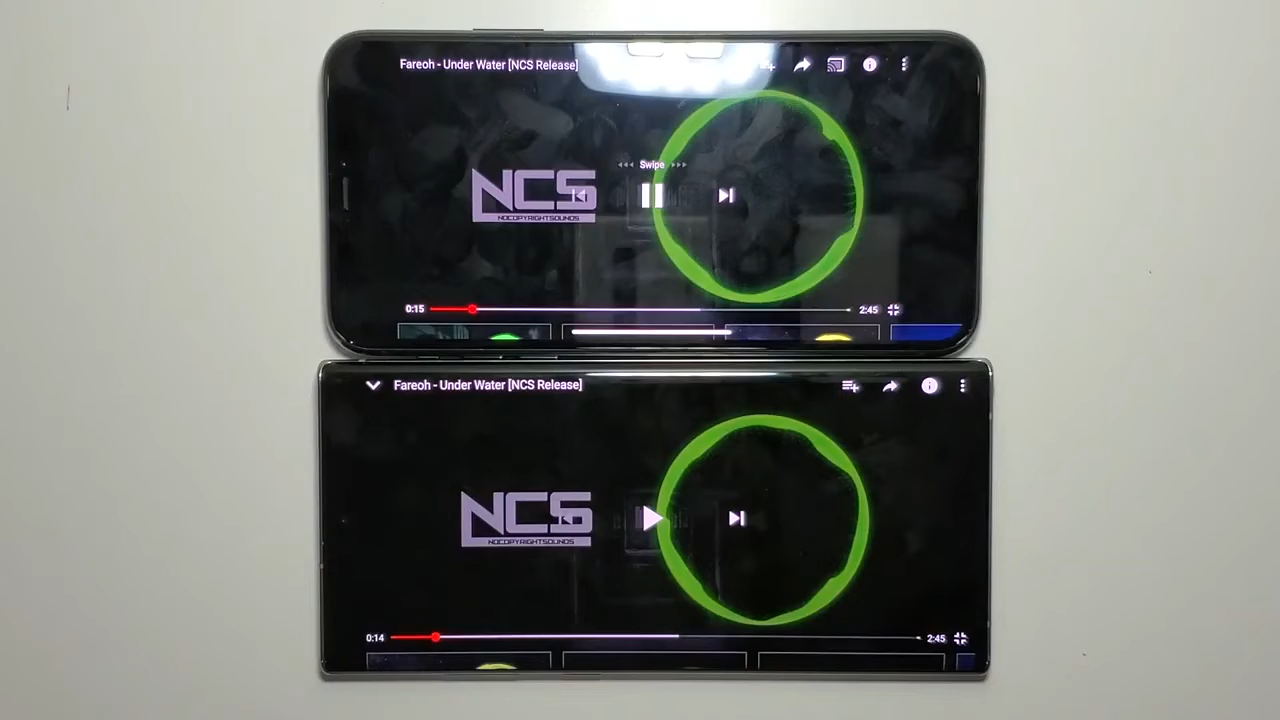 Fareoh - Under Water [NCS Release]
Swipe
NCS
NOCOPYRIGHTSOUNDS
0:15
2:45
Fareoh - Under Water [NCS Release]
NCS
NOCOPYRIGHTSOUNDS
0:14
2:45